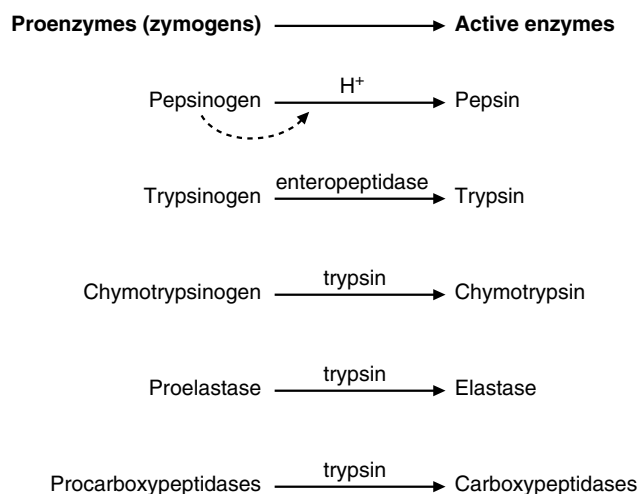 Proenzymes (zymogens) Active enzymes
H⁺
Pepsinogen Pepsin
enteropeptidase
Trypsinogen Trypsin
trypsin
Chymotrypsinogen Chymotrypsin
trypsin
Proelastase Elastase
trypsin
Procarboxypeptidases Carboxypeptidases